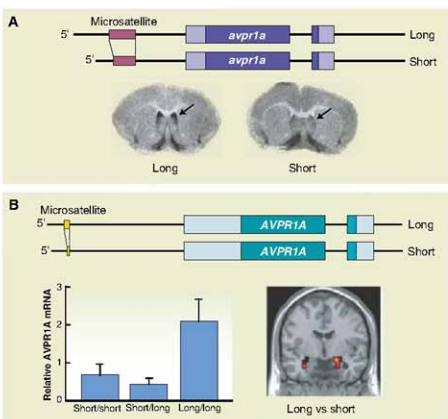 A
Microsatellite
5' avpr1a Long
5' avpr1a Short
Long Short
B
Microsatellite
5' AVPR1A Long
5' AVPR1A Short
Relative AVPR1A mRNA
3
2
1
0
Short/short Short/long Long/long
Long vs short